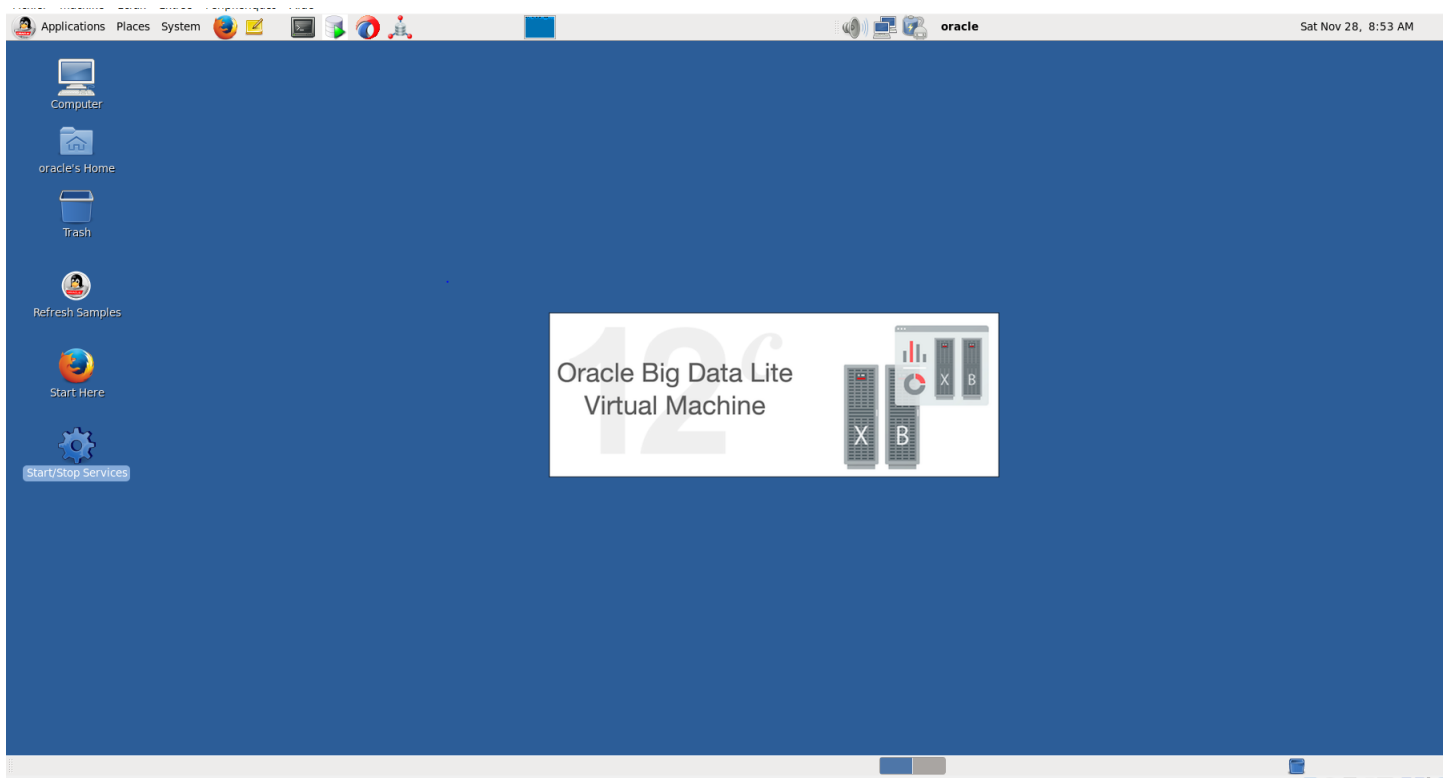 Applications Places System oracle Sat Nov 28, 8:53 AM
Computer
oracle's Home
Trash
Refresh Samples
Start Here
Start/Stop Services
12c
Oracle Big Data Lite
Virtual Machine
X B
X B